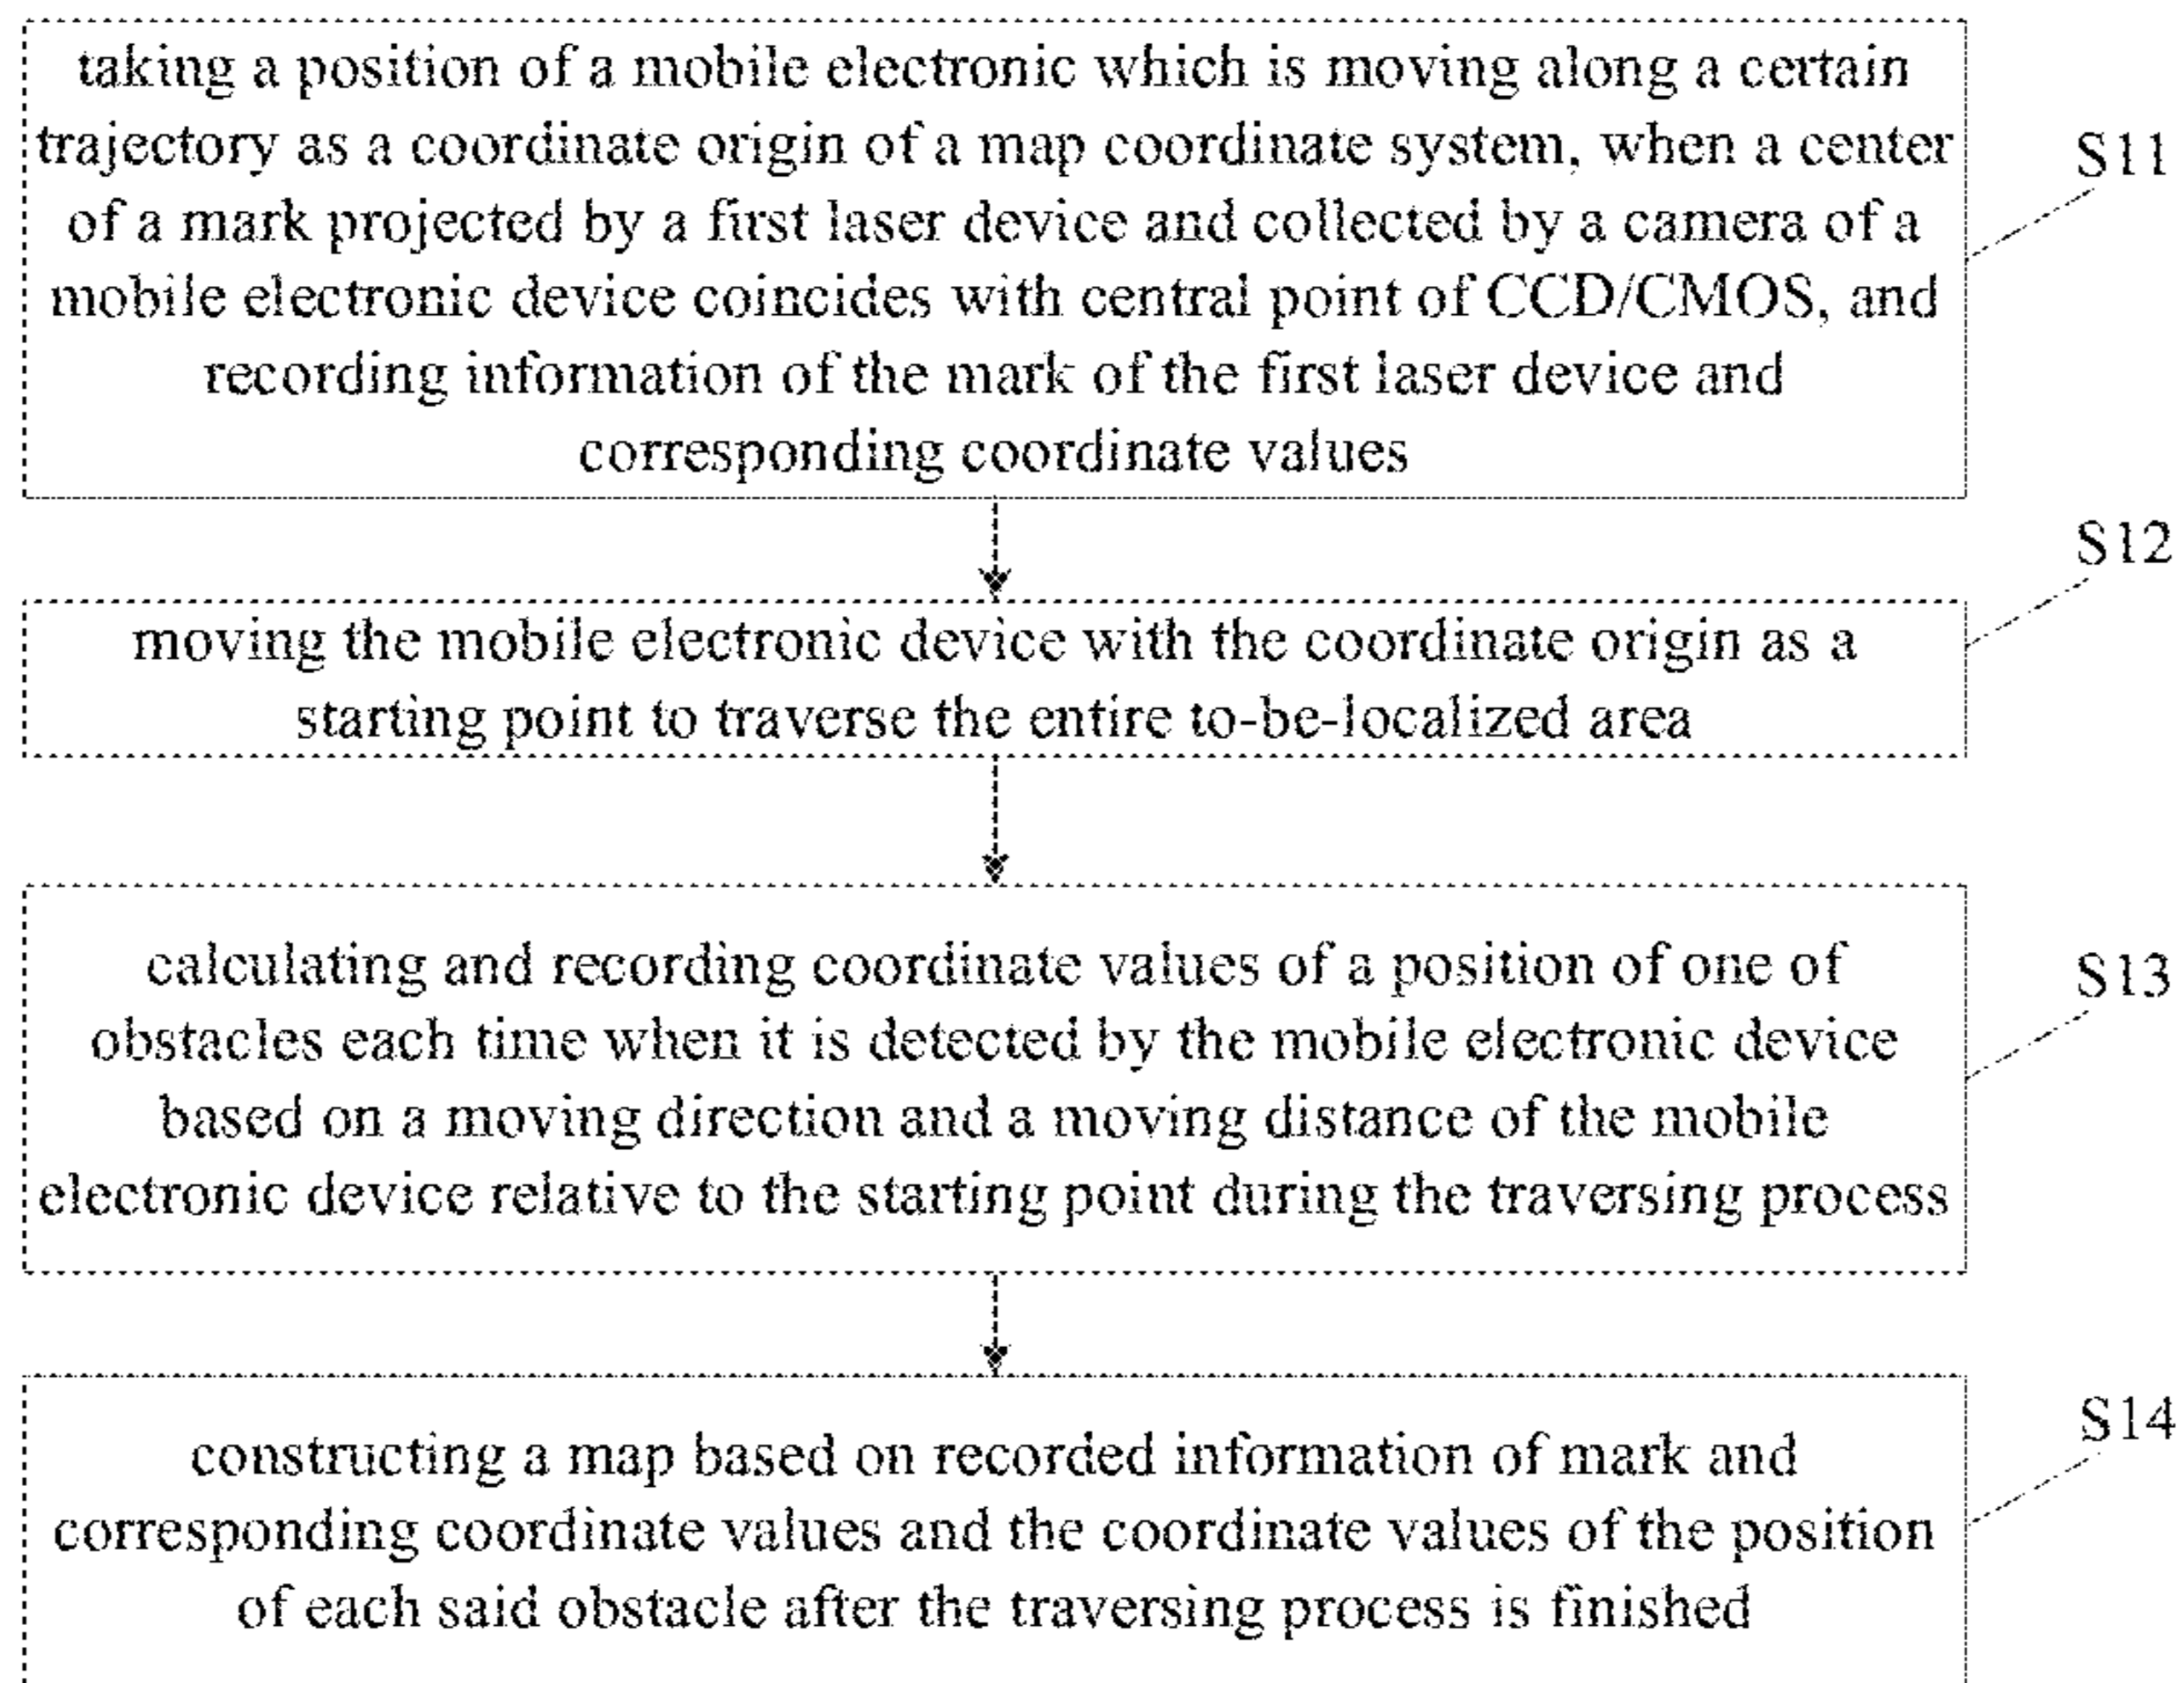 taking a position of a mobile electronic which is moving along a certain
trajectory as a coordinate origin of a map coordinate system, when a center
of a mark projected by a first laser device and collected by a camera of a
mobile electronic device coincides with central point of CCD/CMOS, and
recording information of the mark of the first laser device and
corresponding coordinate values
S11
S12
moving the mobile electronic device with the coordinate origin as a
starting point to traverse the entire to-be-localized area
calculating and recording coordinate values of a position of one of
obstacles each time when it is detected by the mobile electronic device
based on a moving direction and a moving distance of the mobile
electronic device relative to the starting point during the traversing process
S13
constructing a map based on recorded information of mark and
corresponding coordinate values and the coordinate values of the position
of each said obstacle after the traversing process is finished
S14